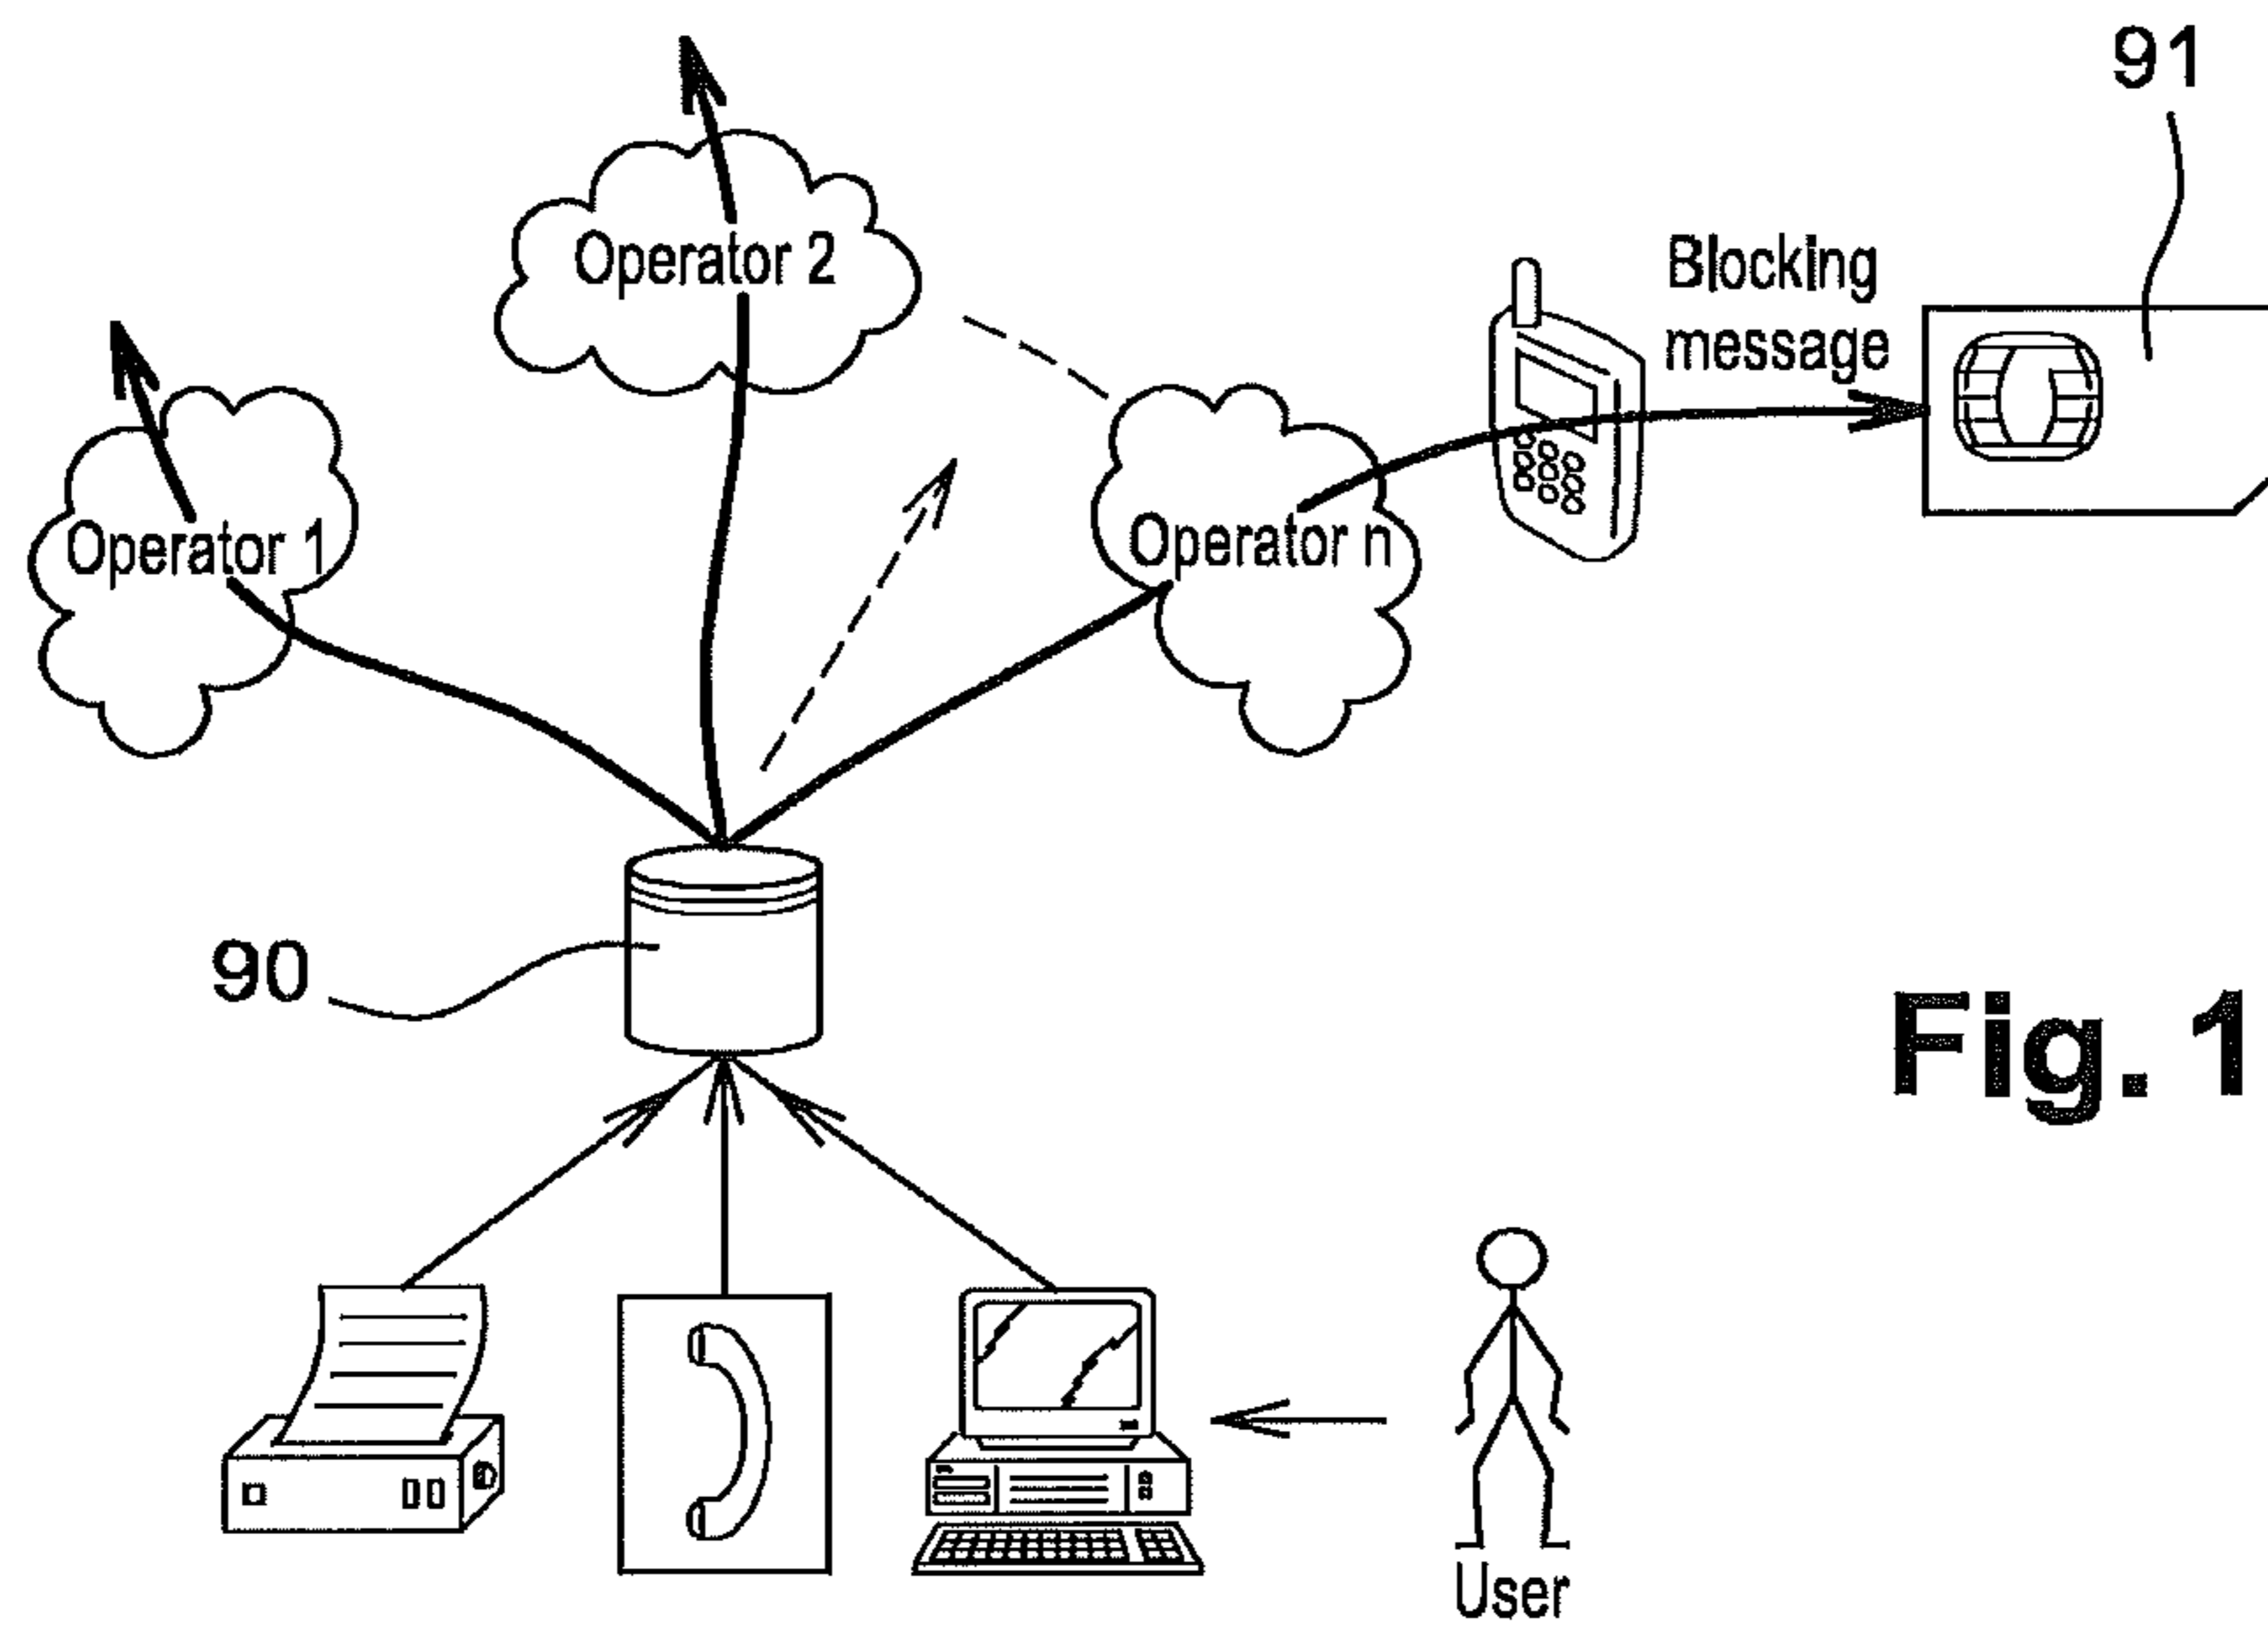 91
Operator 2
Blocking
message
Operator 1
Operator n
90
Fig. 1
User